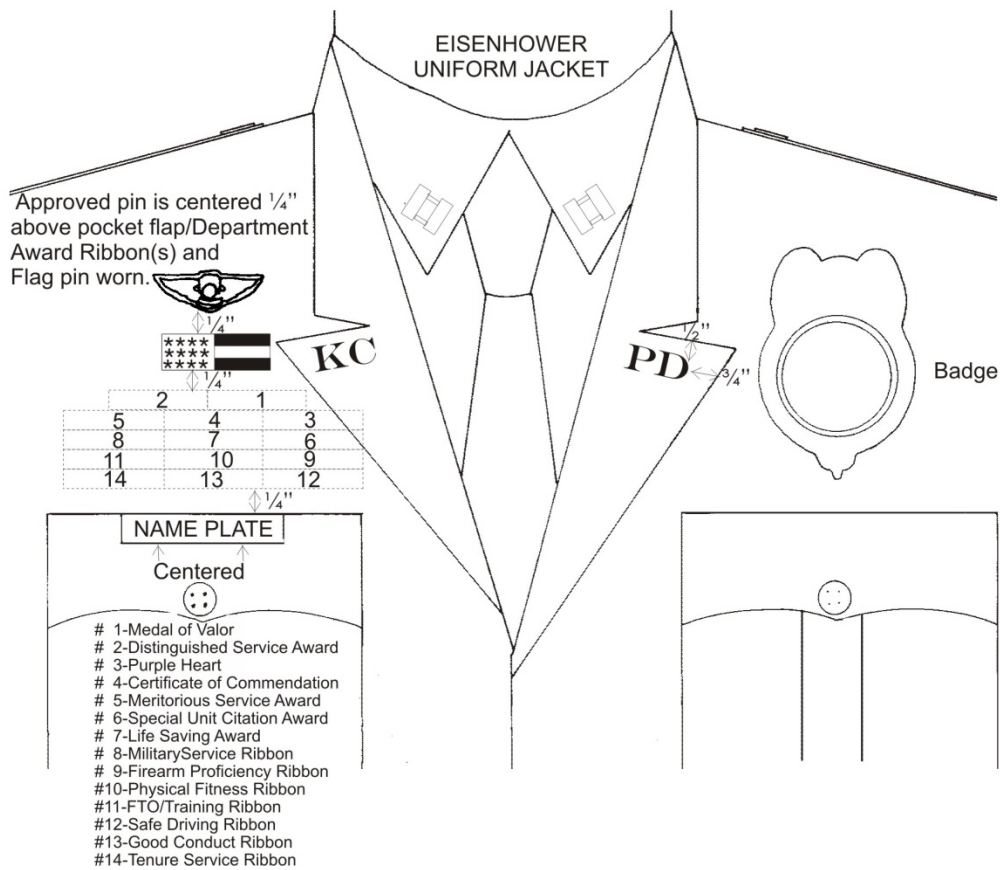 EISENHOWER
UNIFORM JACKET
Approved pin is centered ¼”
above pocket flap/Department
Award Ribbon(s) and
Flag pin worn.
¼”
KC
PD
½”
¾”
Badge
****
****
****
¼”
2 1
5 4 3
8 7 6
11 10 9
14 13 12
¼”
NAME PLATE
Centered
# 1-Medal of Valor
# 2-Distinguished Service Award
# 3-Purple Heart
# 4-Certificate of Commendation
# 5-Meritorious Service Award
# 6-Special Unit Citation Award
# 7-Life Saving Award
# 8-MilitaryService Ribbon
# 9-Firearm Proficiency Ribbon
#10-Physical Fitness Ribbon
#11-FTO/Training Ribbon
#12-Safe Driving Ribbon
#13-Good Conduct Ribbon
#14-Tenure Service Ribbon